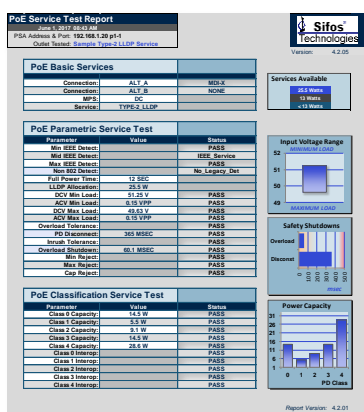 PoE Service Test Report
June 1, 2017 06:43 AM
PSA Address & Port: 192.168.1.20 p1-1
Outlet Tested: Sample Type-2 LLDP Service
Sifos®
Technologies
Version: 4.2.05
PoE Basic Services
Connection: ALT_A MDI-X
Connection: ALT_B NONE
MPS: DC
Service: TYPE-2_LLDP
Services Available
25.5 Watts
13 Watts
<13 Watts
PoE Parametric Service Test
Parameter Value Status
Min IEEE Detect: PASS
Mid IEEE Detect: IEEE_Service
Max IEEE Detect: PASS
Non 802 Detect: No_Legacy_Det
Full Power Time: 12 SEC
LLDP Allocation: 25.5 W
DCV Min Load: 51.25 V PASS
ACV Min Load: 0.15 VPP PASS
DCV Max Load: 49.63 V PASS
ACV Max Load: 0.15 VPP PASS
Overload Tolerance: PASS
PD Disconnect: 365 MSEC PASS
Inrush Tolerance: PASS
Overload Shutdown: 60.1 MSEC PASS
Min Reject: PASS
Max Reject: PASS
Cap Reject: PASS
Input Voltage Range
MINIMUM LOAD
52
51
50
49
MAXIMUM LOAD
Safety Shutdowns
Overload
Disconst
0 100 200 300 400 500
msec
PoE Classification Service Test
Parameter Value Status
Class 0 Capacity: 14.5 W PASS
Class 1 Capacity: 5.5 W PASS
Class 2 Capacity: 9.1 W PASS
Class 3 Capacity: 14.5 W PASS
Class 4 Capacity: 28.6 W PASS
Class 0 Interop: PASS
Class 1 Interop: PASS
Class 2 Interop: PASS
Class 3 Interop: PASS
Class 4 Interop: PASS
Power Capacity
31
26
21
16
11
6
1
0 1 2 3 4
PD Class
Report Version: 4.2.01